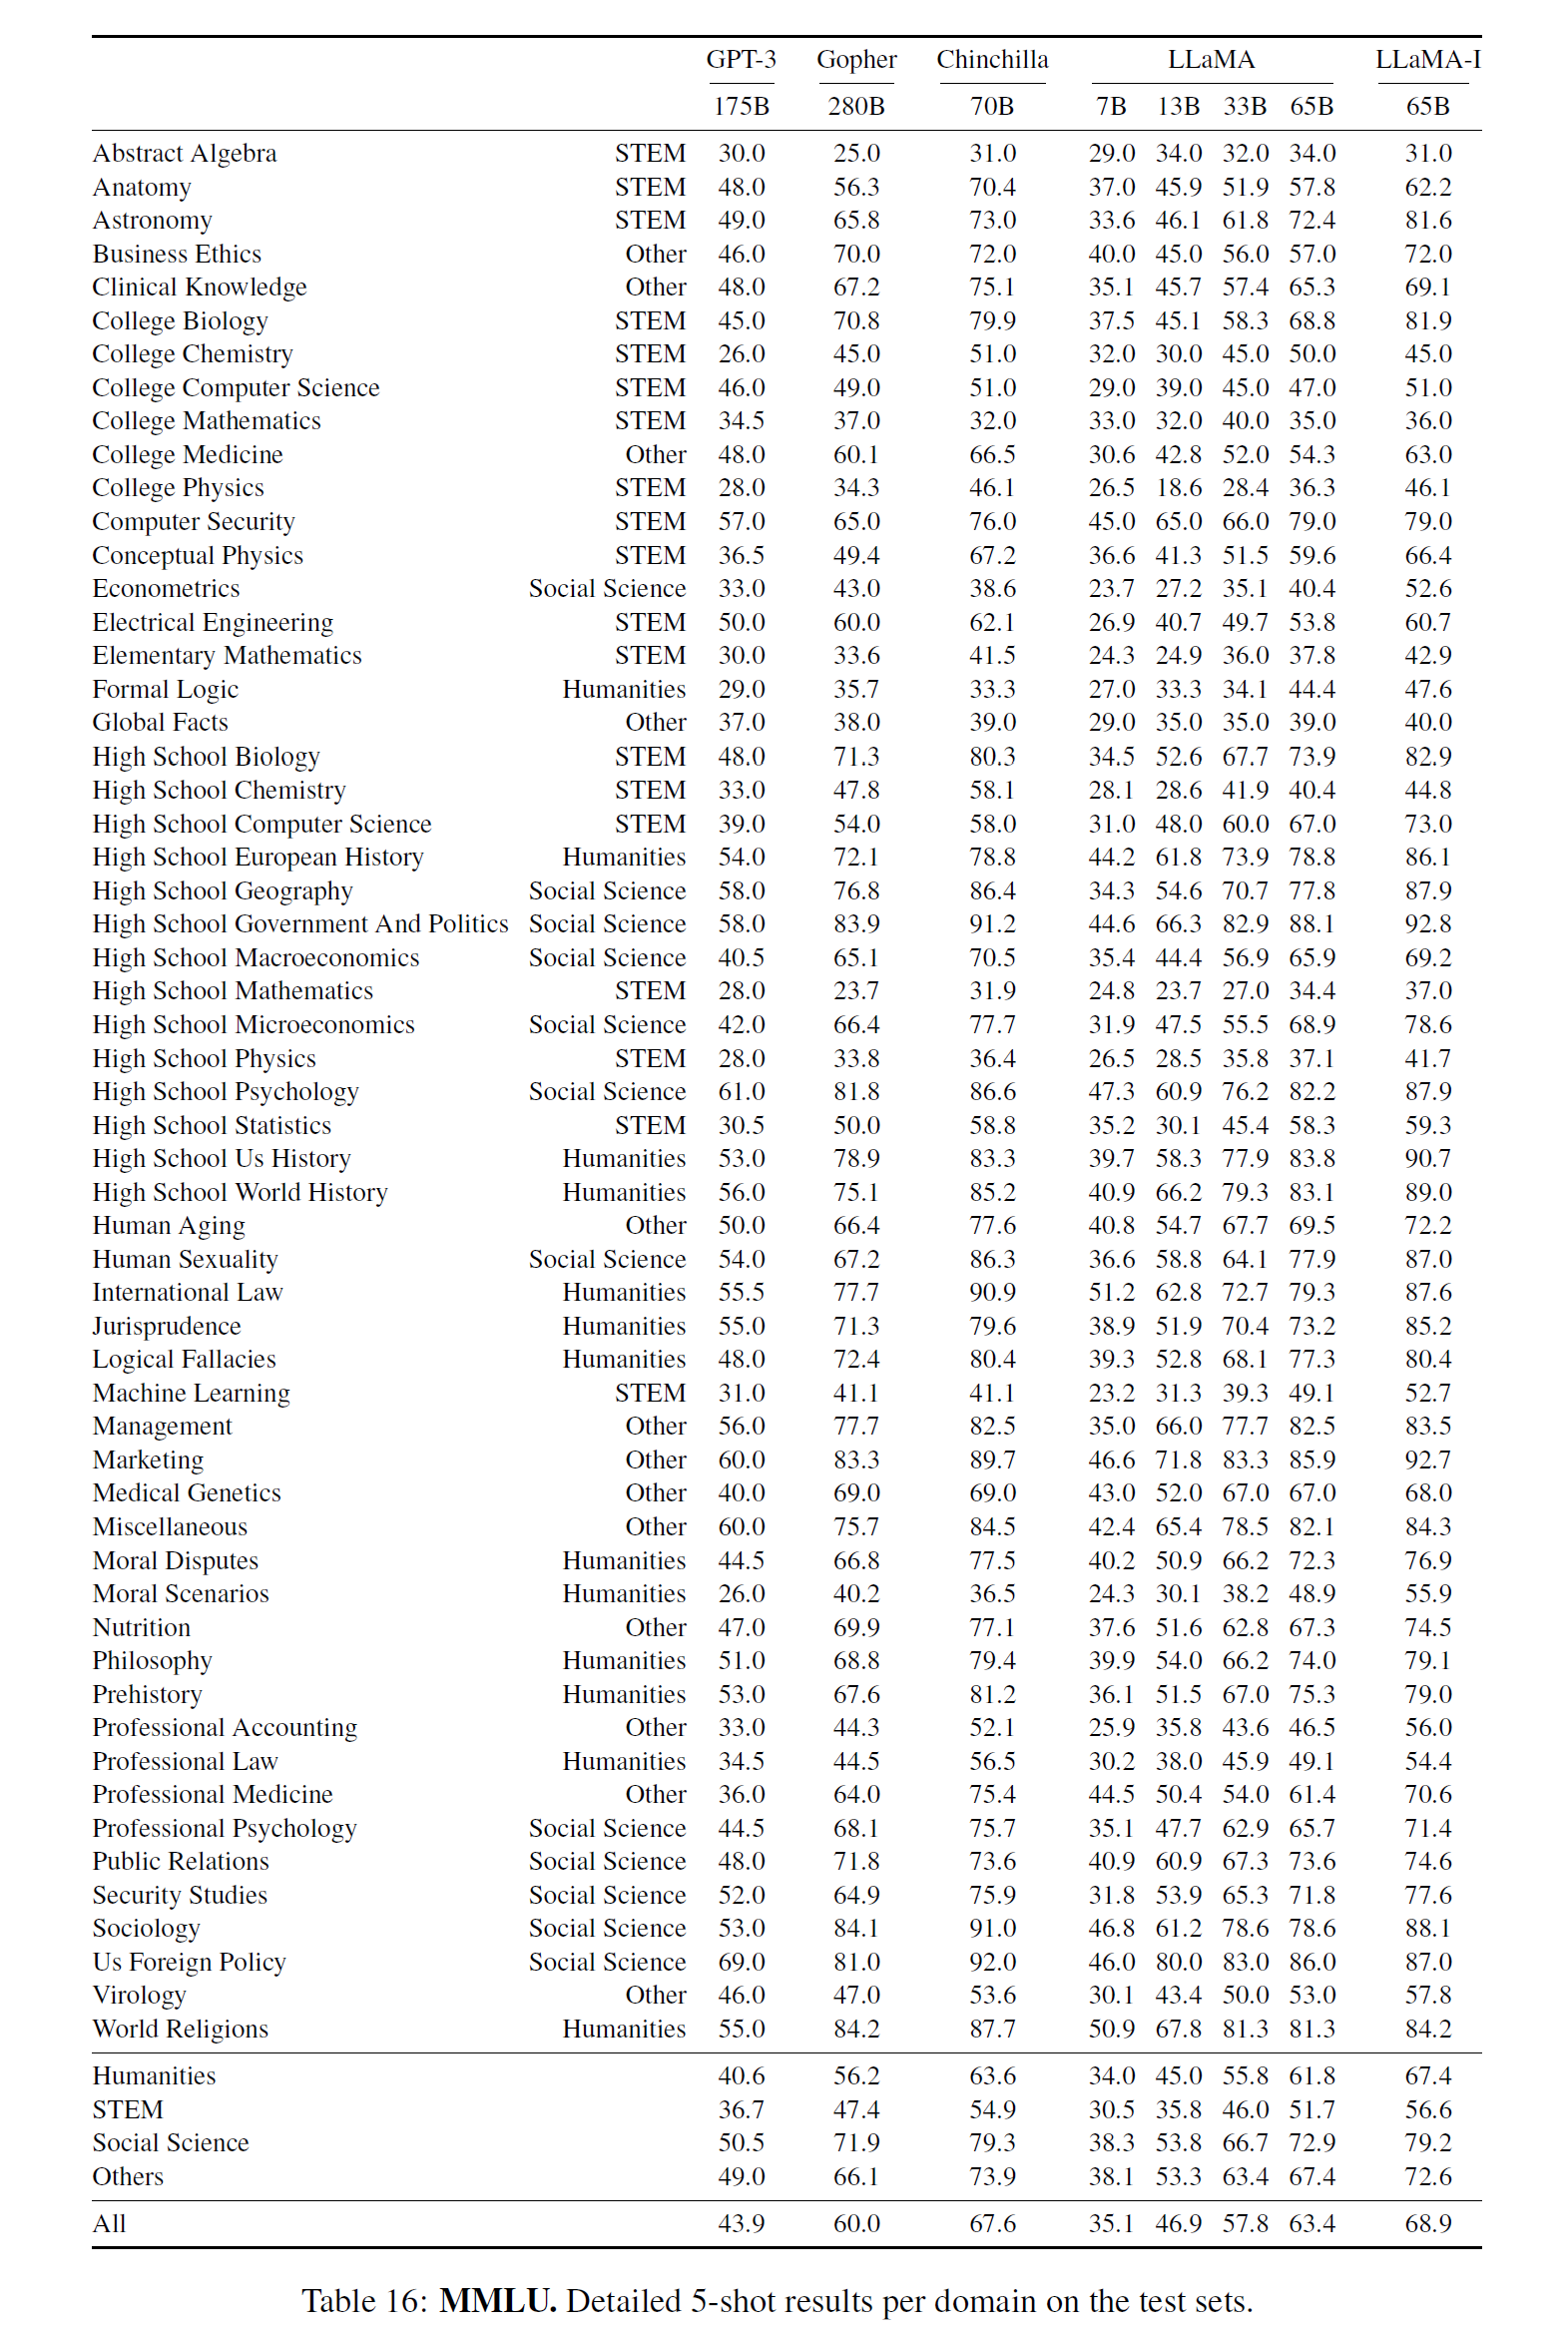 GPT-3 Gopher Chinchilla LLaMA LLaMA-I
175B 280B 70B 7B 13B 33B 65B 65B
Abstract Algebra STEM 30.0 25.0 31.0 29.0 34.0 32.0 34.0 31.0
Anatomy STEM 48.0 56.3 70.4 37.0 45.9 51.9 57.8 62.2
Astronomy STEM 49.0 65.8 73.0 33.6 46.1 61.8 72.4 81.6
Business Ethics Other 46.0 70.0 72.0 40.0 45.0 56.0 57.0 72.0
Clinical Knowledge Other 48.0 67.2 75.1 35.1 45.7 57.4 65.3 69.1
College Biology STEM 45.0 70.8 79.9 37.5 45.1 58.3 68.8 81.9
College Chemistry STEM 26.0 45.0 51.0 32.0 30.0 45.0 50.0 45.0
College Computer Science STEM 46.0 49.0 51.0 29.0 39.0 45.0 47.0 51.0
College Mathematics STEM 34.5 37.0 32.0 33.0 32.0 40.0 35.0 36.0
College Medicine Other 48.0 60.1 66.5 30.6 42.8 52.0 54.3 63.0
College Physics STEM 28.0 34.3 46.1 26.5 18.6 28.4 36.3 46.1
Computer Security STEM 57.0 65.0 76.0 45.0 65.0 66.0 79.0 79.0
Conceptual Physics STEM 36.5 49.4 67.2 36.6 41.3 51.5 59.6 66.4
Econometrics Social Science 33.0 43.0 38.6 23.7 27.2 35.1 40.4 52.6
Electrical Engineering STEM 50.0 60.0 62.1 26.9 40.7 49.7 53.8 60.7
Elementary Mathematics STEM 30.0 33.6 41.5 24.3 24.9 36.0 37.8 42.9
Formal Logic Humanities 29.0 35.7 33.3 27.0 33.3 34.1 44.4 47.6
Global Facts Other 37.0 38.0 39.0 29.0 35.0 35.0 39.0 40.0
High School Biology STEM 48.0 71.3 80.3 34.5 52.6 67.7 73.9 82.9
High School Chemistry STEM 33.0 47.8 58.1 28.1 28.6 41.9 40.4 44.8
High School Computer Science STEM 39.0 54.0 58.0 31.0 48.0 60.0 67.0 73.0
High School European History Humanities 54.0 72.1 78.8 44.2 61.8 73.9 78.8 86.1
High School Geography Social Science 58.0 76.8 86.4 34.3 54.6 70.7 77.8 87.9
High School Government And Politics Social Science 58.0 83.9 91.2 44.6 66.3 82.9 88.1 92.8
High School Macroeconomics Social Science 40.5 65.1 70.5 35.4 44.4 56.9 65.9 69.2
High School Mathematics STEM 28.0 23.7 31.9 24.8 23.7 27.0 34.4 37.0
High School Microeconomics Social Science 42.0 66.4 77.7 31.9 47.5 55.5 68.9 78.6
High School Physics STEM 28.0 33.8 36.4 26.5 28.5 35.8 37.1 41.7
High School Psychology Social Science 61.0 81.8 86.6 47.3 60.9 76.2 82.2 87.9
High School Statistics STEM 30.5 50.0 58.8 35.2 30.1 45.4 58.3 59.3
High School Us History Humanities 53.0 78.9 83.3 39.7 58.3 77.9 83.8 90.7
High School World History Humanities 56.0 75.1 85.2 40.9 66.2 79.3 83.1 89.0
Human Aging Other 50.0 66.4 77.6 40.8 54.7 67.7 69.5 72.2
Human Sexuality Social Science 54.0 67.2 86.3 36.6 58.8 64.1 77.9 87.0
International Law Humanities 55.5 77.7 90.9 51.2 62.8 72.7 79.3 87.6
Jurisprudence Humanities 55.0 71.3 79.6 38.9 51.9 70.4 73.2 85.2
Logical Fallacies Humanities 48.0 72.4 80.4 39.3 52.8 68.1 77.3 80.4
Machine Learning STEM 31.0 41.1 41.1 23.2 31.3 39.3 49.1 52.7
Management Other 56.0 77.7 82.5 35.0 66.0 77.7 82.5 83.5
Marketing Other 60.0 83.3 89.7 46.6 71.8 83.3 85.9 92.7
Medical Genetics Other 40.0 69.0 69.0 43.0 52.0 67.0 67.0 68.0
Miscellaneous Other 60.0 75.7 84.5 42.4 65.4 78.5 82.1 84.3
Moral Disputes Humanities 44.5 66.8 77.5 40.2 50.9 66.2 72.3 76.9
Moral Scenarios Humanities 26.0 40.2 36.5 24.3 30.1 38.2 48.9 55.9
Nutrition Other 47.0 69.9 77.1 37.6 51.6 62.8 67.3 74.5
Philosophy Humanities 51.0 68.8 79.4 39.9 54.0 66.2 74.0 79.1
Prehistory Humanities 53.0 67.6 81.2 36.1 51.5 67.0 75.3 79.0
Professional Accounting Other 33.0 44.3 52.1 25.9 35.8 43.6 46.5 56.0
Professional Law Humanities 34.5 44.5 56.5 30.2 38.0 45.9 49.1 54.4
Professional Medicine Other 36.0 64.0 75.4 44.5 50.4 54.0 61.4 70.6
Professional Psychology Social Science 44.5 68.1 75.7 35.1 47.7 62.9 65.7 71.4
Public Relations Social Science 48.0 71.8 73.6 40.9 60.9 67.3 73.6 74.6
Security Studies Social Science 52.0 64.9 75.9 31.8 53.9 65.3 71.8 77.6
Sociology Social Science 53.0 84.1 91.0 46.8 61.2 78.6 78.6 88.1
Us Foreign Policy Social Science 69.0 81.0 92.0 46.0 80.0 83.0 86.0 87.0
Virology Other 46.0 47.0 53.6 30.1 43.4 50.0 53.0 57.8
World Religions Humanities 55.0 84.2 87.7 50.9 67.8 81.3 81.3 84.2
Humanities 40.6 56.2 63.6 34.0 45.0 55.8 61.8 67.4
STEM 36.7 47.4 54.9 30.5 35.8 46.0 51.7 56.6
Social Science 50.5 71.9 79.3 38.3 53.8 66.7 72.9 79.2
Others 49.0 66.1 73.9 38.1 53.3 63.4 67.4 72.6
All 43.9 60.0 67.6 35.1 46.9 57.8 63.4 68.9
Table 16: MMLU. Detailed 5-shot results per domain on the test sets.